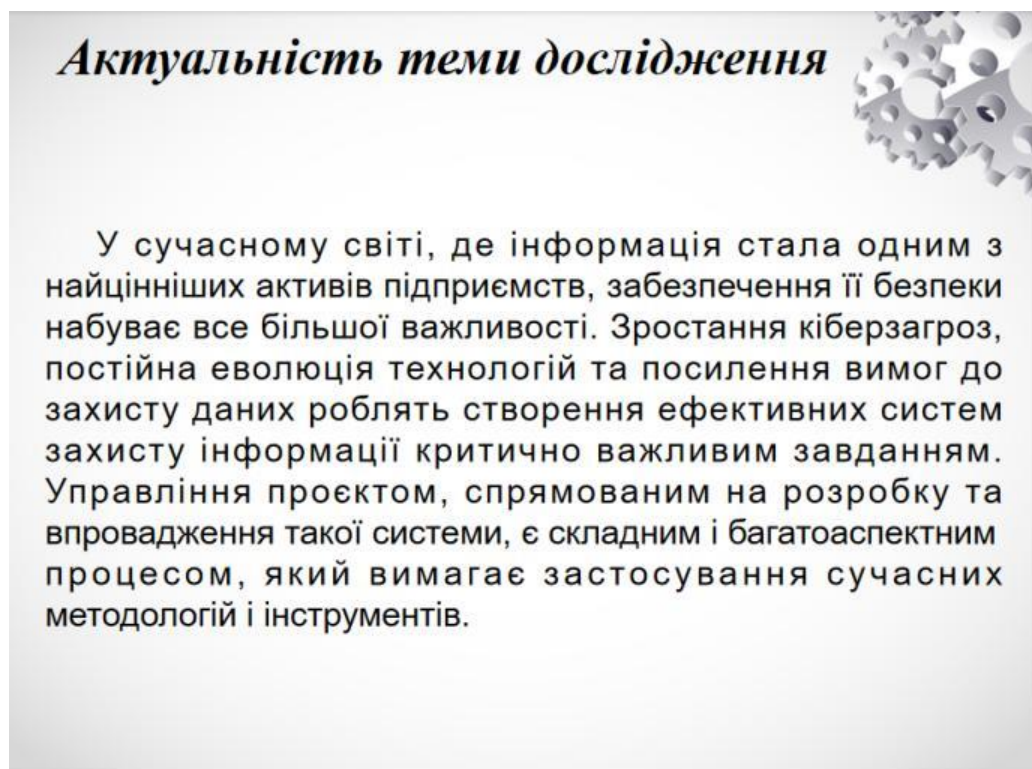 Актуальність теми дослідження
У сучасному світі, де інформація стала одним з
найцінніших активів підприємств, забезпечення її безпеки
набуває все більшої важливості. Зростання кіберзагроз,
постійна еволюція технологій та посилення вимог до
захисту даних роблять створення ефективних систем
захисту інформації критично важливим завданням.
Управління проєктом, спрямованим на розробку та
впровадження такої системи, є складним і багатоаспектним
процесом, який вимагає застосування сучасних
методологій і інструментів.